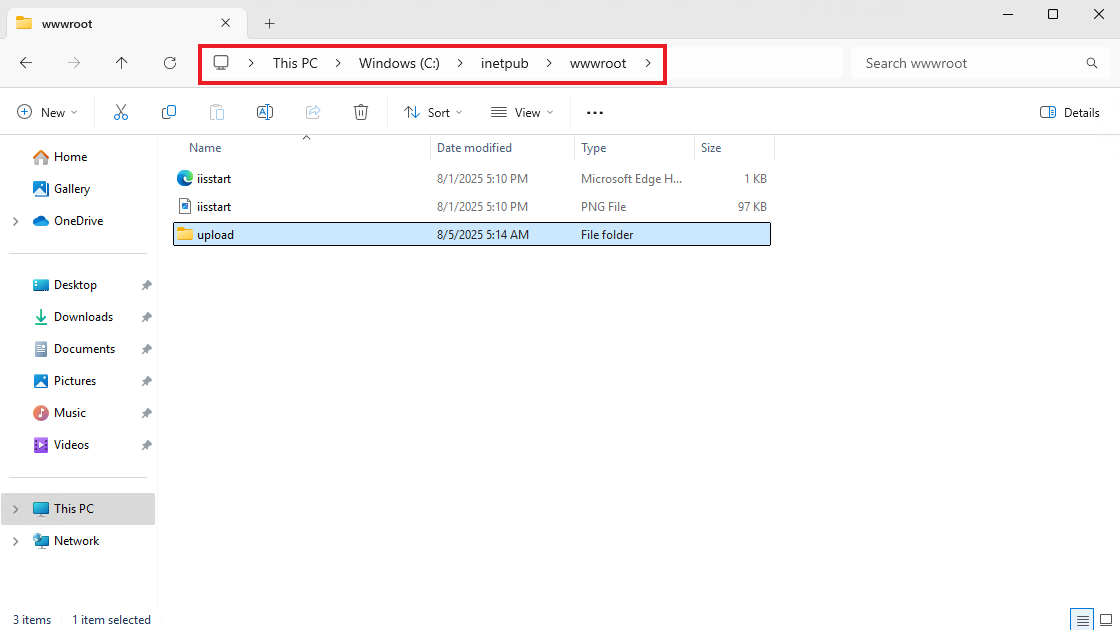 wwwroot
This PC > Windows (C:) > inetpub > wwwroot >
Search wwwroot
New
Sort
View
Details
Name Date modified Type Size
iisstart 8/1/2025 5:10 PM Microsoft Edge H... 1 KB
iisstart 8/1/2025 5:10 PM PNG File 97 KB
upload 8/5/2025 5:14 AM File folder
Home
Gallery
OneDrive
Desktop
Downloads
Documents
Pictures
Music
Videos
This PC
Network
3 items 1 item selected